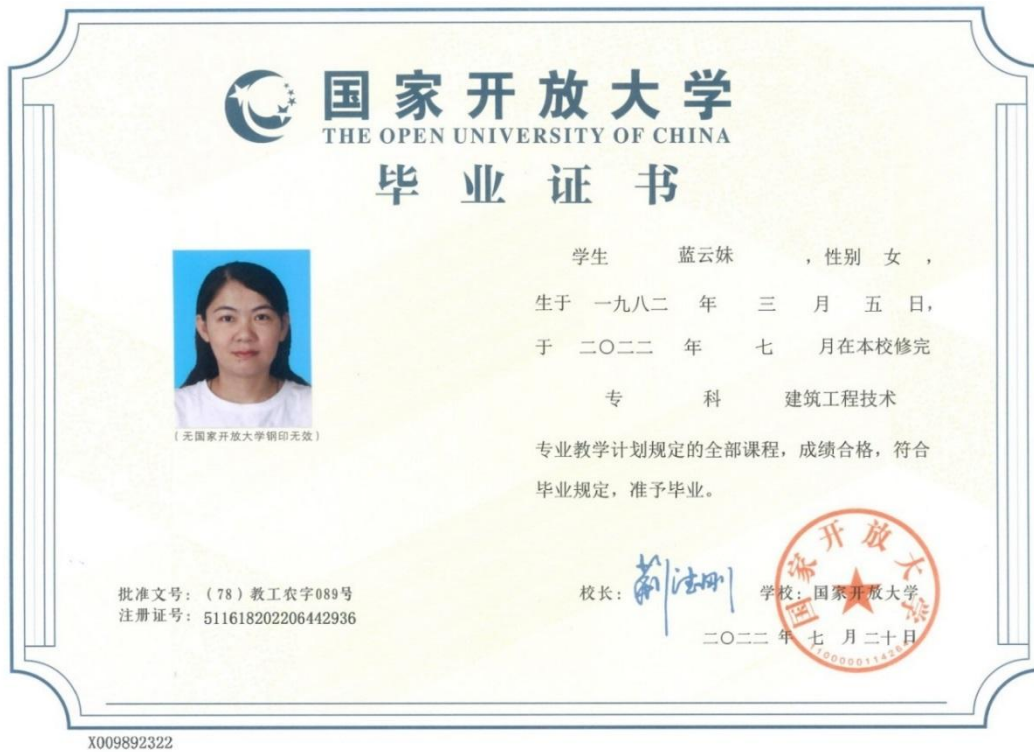 国家开放大学
THE OPEN UNIVERSITY OF CHINA
毕业证书
学生 蓝云妹 ，性别 女 ，
生于 一九八二 年 三 月 五 日，
于 二〇二二 年 七 月在本校修完
专 科 建筑工程技术
专业教学计划规定的全部课程，成绩合格，符合
毕业规定，准予毕业。
（无国家开放大学钢印无效）
批准文号：（78）教工农字089号
注册证号：511618202206442936
校长：荆德刚 学校：国家开放大学
二〇二二 年 七 月二十日
国家开放大学
X009892322